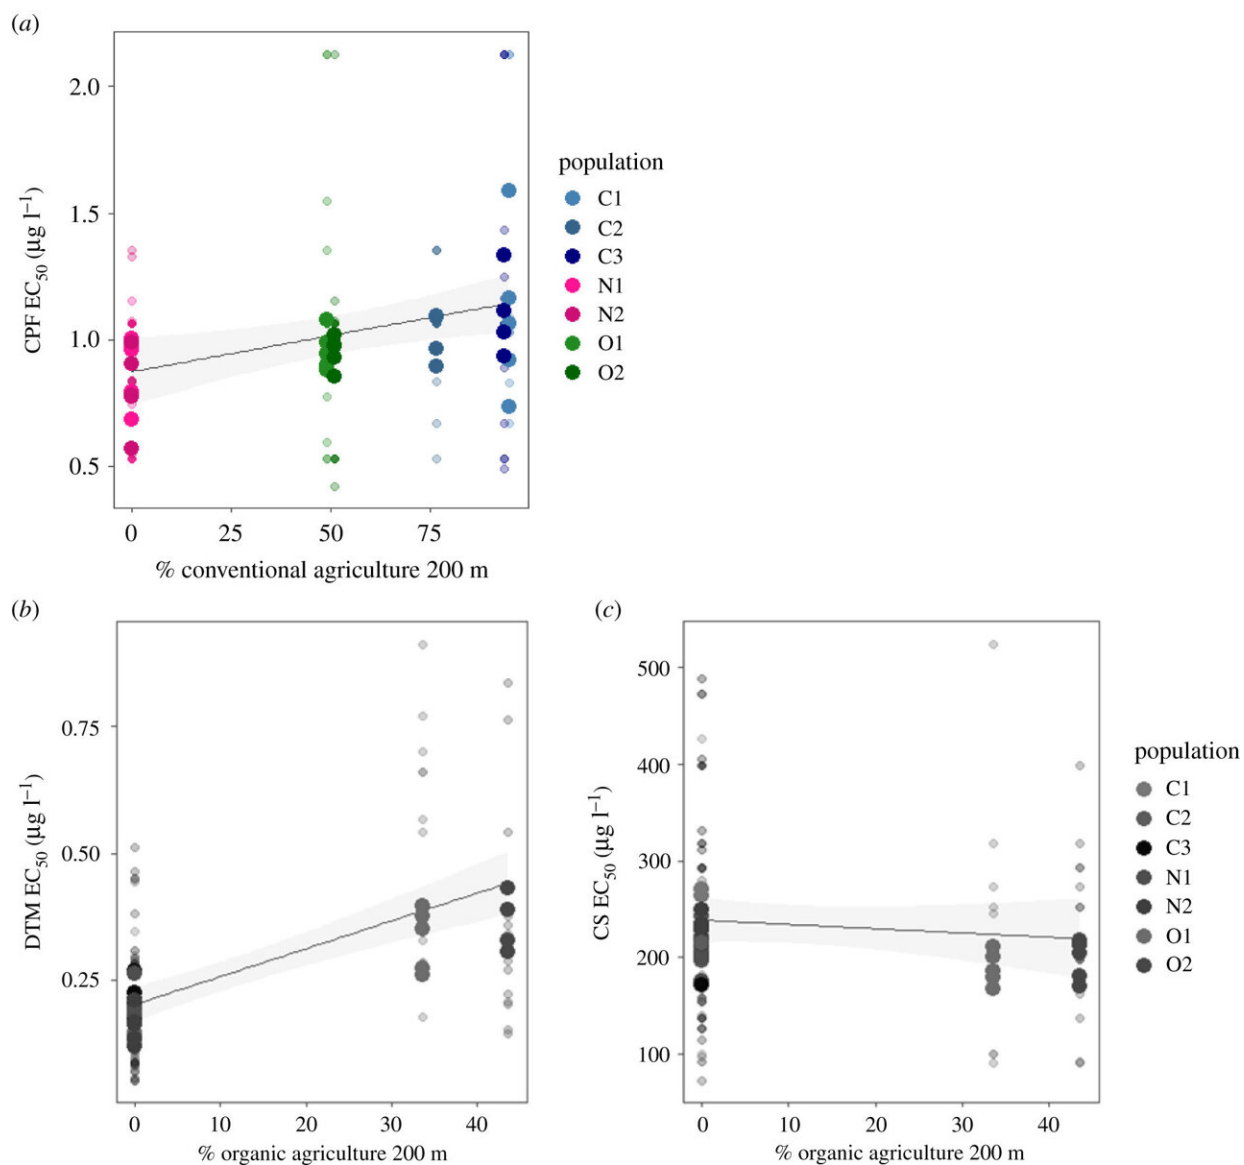 (a)
2.0
1.5
1.0
0.5
CPF EC50 (µg l−1)
0 25 50 75
% conventional agriculture 200 m
population
C1
C2
C3
N1
N2
O1
O2
(b)
0.75
0.50
0.25
DTM EC50 (µg l−1)
0 10 20 30 40
% organic agriculture 200 m
(c)
500
400
300
200
100
CS EC50 (µg l−1)
0 10 20 30 40
% organic agriculture 200 m
population
C1
C2
C3
N1
N2
O1
O2